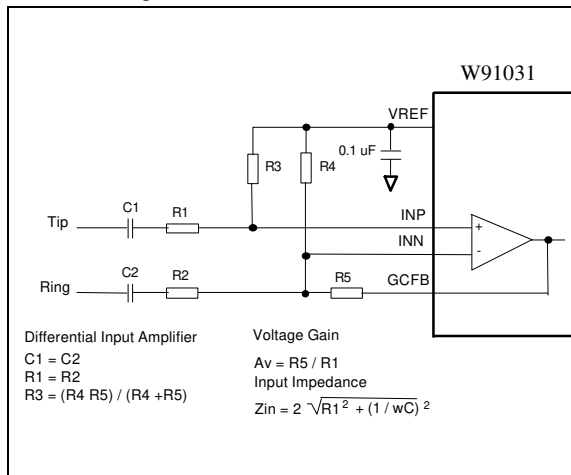 W91031
VREF
0.1 uF
R3
R4
C1
R1
Tip
INP
INN
C2
R2
R5
GCFB
Ring
+
-
Differential Input Amplifier
C1 = C2
R1 = R2
R3 = (R4 R5) / (R4 +R5)
Voltage Gain
Av = R5 / R1
Input Impedance
Zin = 2 √R1² + (1 / wC) ²